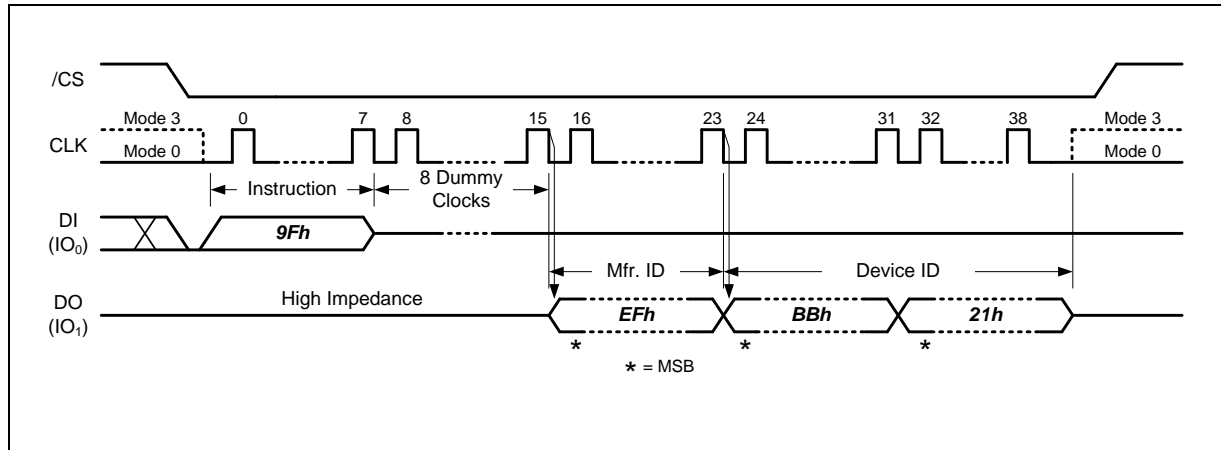 /CS
Mode 3 0 7 8 15 16 23 24 31 32 38 Mode 3
CLK Mode 0 Mode 0
Instruction 8 Dummy Clocks
DI (IO₀) 9Fh
Mfr. ID Device ID
DO (IO₁) High Impedance EFh BBh 21h
* * *
* = MSB